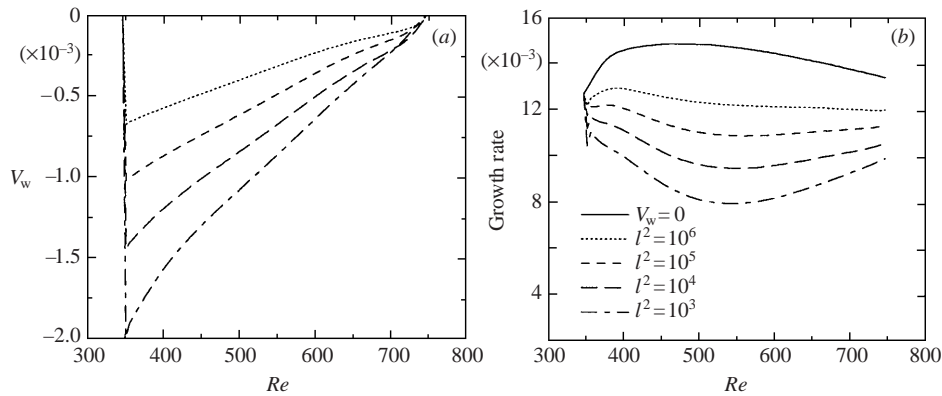 0
(×10⁻³)
−0.5
V_w
−1.0
−1.5
−2.0
300 400 500 600 700 800
Re
(a)
16
(×10⁻³)
12
Growth rate
8
4
300 400 500 600 700 800
Re
(b)
V_w = 0
l² = 10⁶
l² = 10⁵
l² = 10⁴
l² = 10³